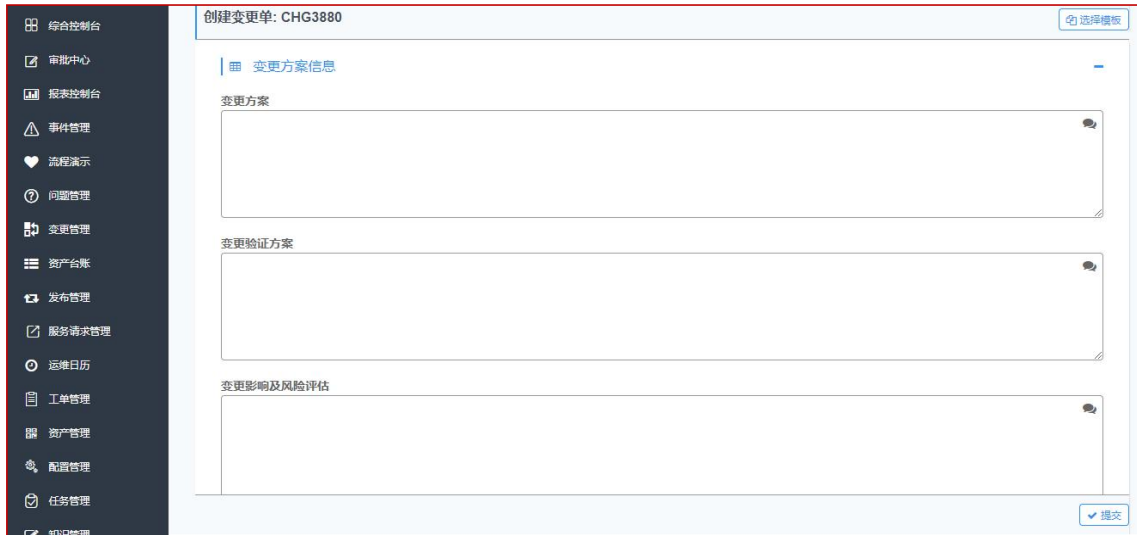 综合控制台
审批中心
报表控制台
事件管理
流程演示
问题管理
变更管理
资产台账
发布管理
服务请求管理
运维日历
工单管理
资产管理
配置管理
任务管理
知识管理
创建变更单: CHG3880
选择模板
变更方案信息
变更方案
变更验证方案
变更影响及风险评估
提交